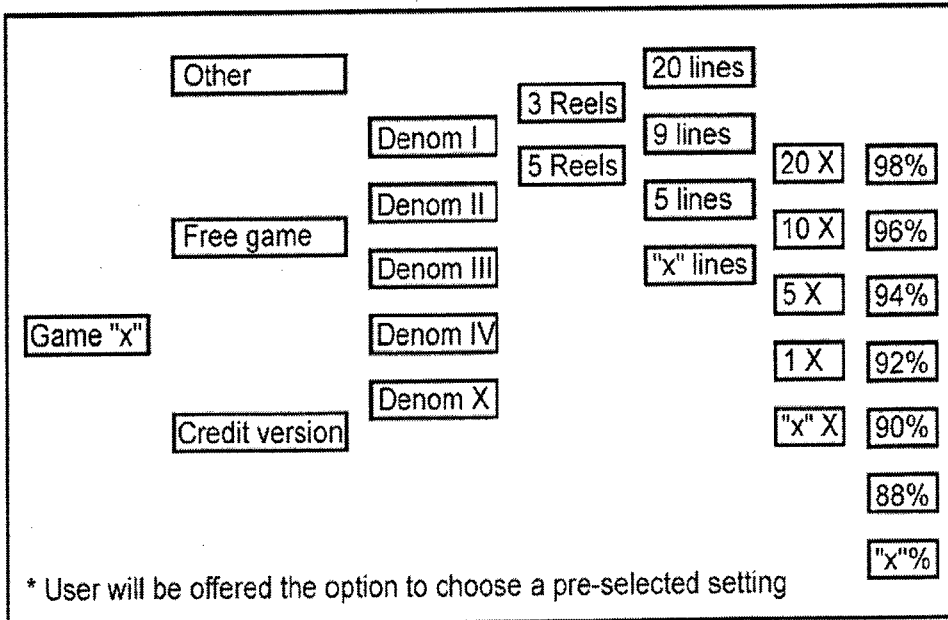 Other
Free game
Game "x"
Credit version
Denom I
Denom II
Denom III
Denom IV
Denom X
3 Reels
5 Reels
20 lines
9 lines
5 lines
"x" lines
20 X
10 X
5 X
1 X
"x" X
98%
96%
94%
92%
90%
88%
"x"%
* User will be offered the option to choose a pre-selected setting